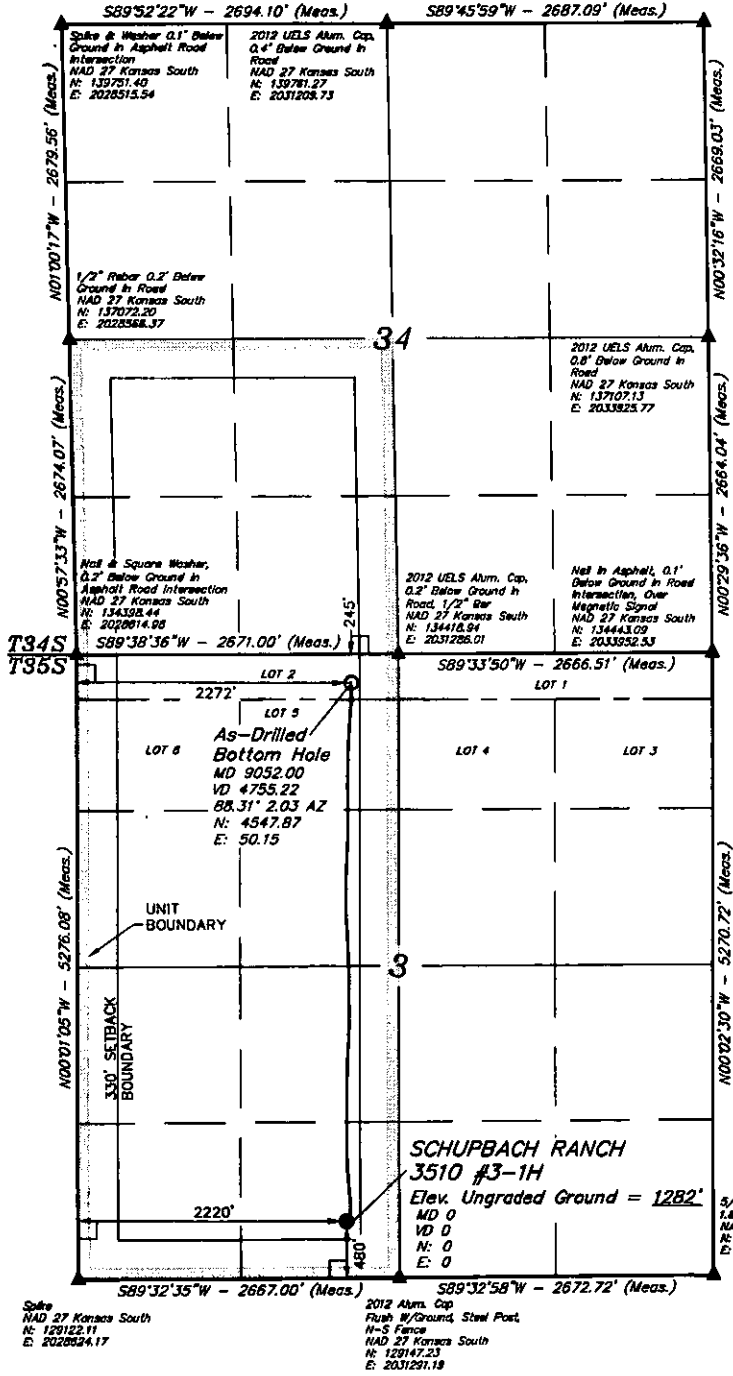 S89°52'22"W - 2694.10' (Meas.)
S89°45'59"W - 2687.09' (Meas.)
Spike & Washer 0.1' Below
Ground in Asphalt Road
Intersection
NAD 27 Kansas South
N: 139751.40
E: 2028515.54
2012 UELS Alum. Cap,
0.4' Below Ground in
Road
NAD 27 Kansas South
N: 139761.27
E: 2031209.73
N01°00'17"W - 2679.56' (Meas.)
N00°32'16"W - 2669.03' (Meas.)
1/2" Rebar 0.2' Below
Ground in Road
NAD 27 Kansas South
N: 137072.20
E: 2028568.37
34
2012 UELS Alum. Cap,
0.8' Below Ground in
Road
NAD 27 Kansas South
N: 137107.13
E: 2033925.77
N00°57'33"W - 2674.07' (Meas.)
N00°29'36"W - 2664.04' (Meas.)
Nail & Square Washer,
0.2' Below Ground in
Asphalt Road Intersection
NAD 27 Kansas South
N: 134398.44
E: 2028614.98
245'
2012 UELS Alum. Cap,
0.2' Below Ground in
Road, 1/2" Bar
NAD 27 Kansas South
N: 134418.94
E: 2031286.01
Nail in Asphalt, 0.1'
Below Ground in Road
Intersection, Over
Magnetic Signal
NAD 27 Kansas South
N: 134443.09
E: 2033952.53
T34S
T35S
S89°38'36"W - 2671.00' (Meas.)
S89°33'50"W - 2666.51' (Meas.)
LOT 2
LOT 1
2272'
LOT 5
LOT 6
LOT 4
LOT 3
As-Drilled
Bottom Hole
MD 9052.00
VD 4755.22
88.31° 2.03 AZ
N: 4547.87
E: 50.15
N00°01'05"W - 5276.08' (Meas.)
N00°02'30"W - 5270.72' (Meas.)
UNIT
BOUNDARY
3
330' SETBACK
BOUNDARY
SCHUPBACH RANCH
3510 #3-1H
Elev. Ungraded Ground = 1282'
MD 0
VD 0
N: 0
E: 0
2220'
480'
5/
N:
E:
S89°32'35"W - 2667.00' (Meas.)
S89°32'58"W - 2672.72' (Meas.)
Spike
NAD 27 Kansas South
N: 129122.11
E: 2028624.17
2012 Alum. Cap
Flush W/Ground, Steel Post,
N-S Fence
NAD 27 Kansas South
N: 129147.23
E: 2031291.19